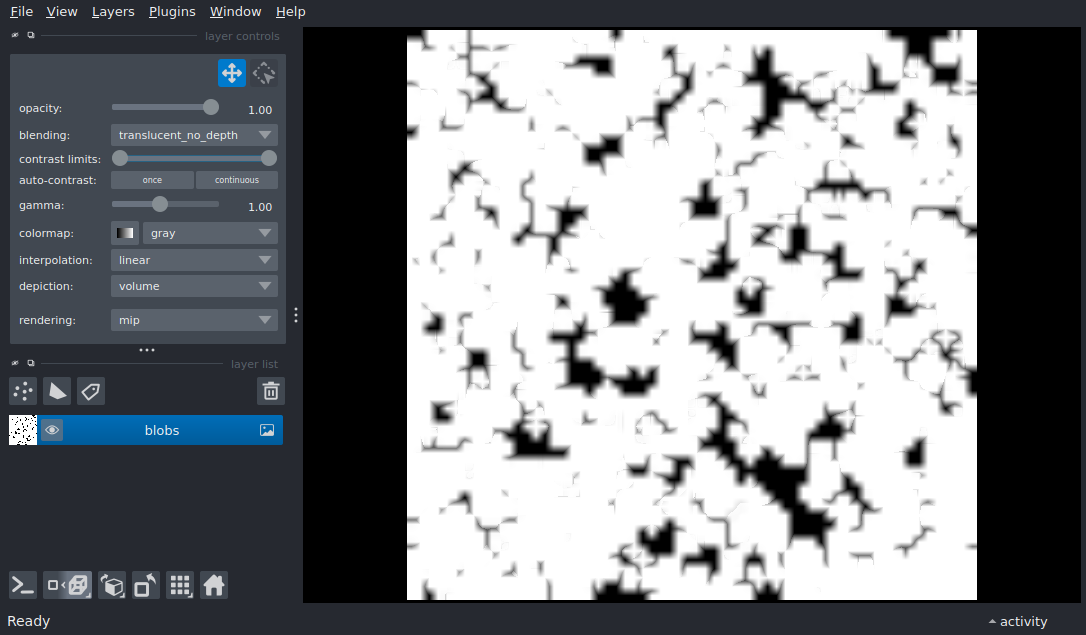 File View Layers Plugins Window Help
layer controls
opacity: 1.00
blending: translucent_no_depth
contrast limits:
auto-contrast: once continuous
gamma: 1.00
colormap: gray
interpolation: linear
depiction: volume
rendering: mip
layer list
blobs
Ready activity